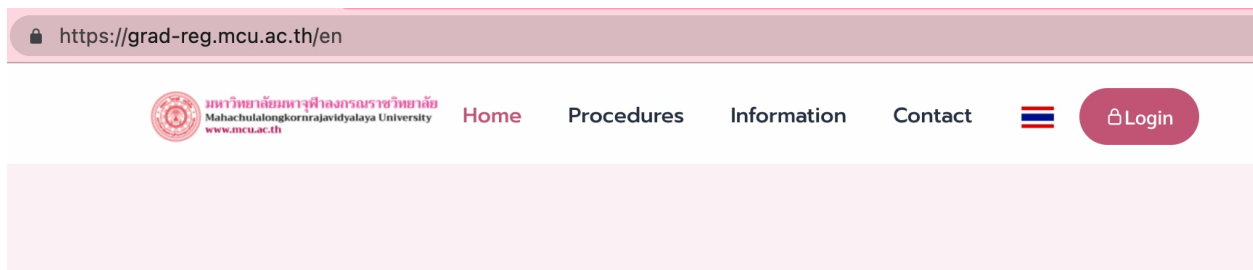 https://grad-reg.mcu.ac.th/en
มหาวิทยาลัยมหาจุฬาลงกรณราชวิทยาลัย
Mahachulalongkornrajavidyalaya University
www.mcu.ac.th
Home Procedures Information Contact Login